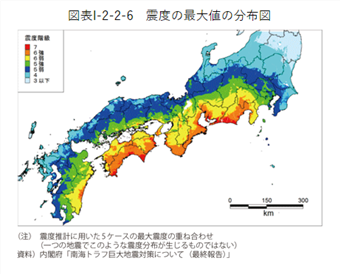 図表Ⅰ-2-2-6　震度の最大値の分布図
震度階級
7
6強
6弱
5強
5弱
4
3以下
0 150 300
km
(注)　震度推計に用いた5ケースの最大震度の重ね合わせ
(一つの地震でこのような震度分布が生じるものではない)
資料）内閣府「南海トラフ巨大地震対策について（最終報告）」